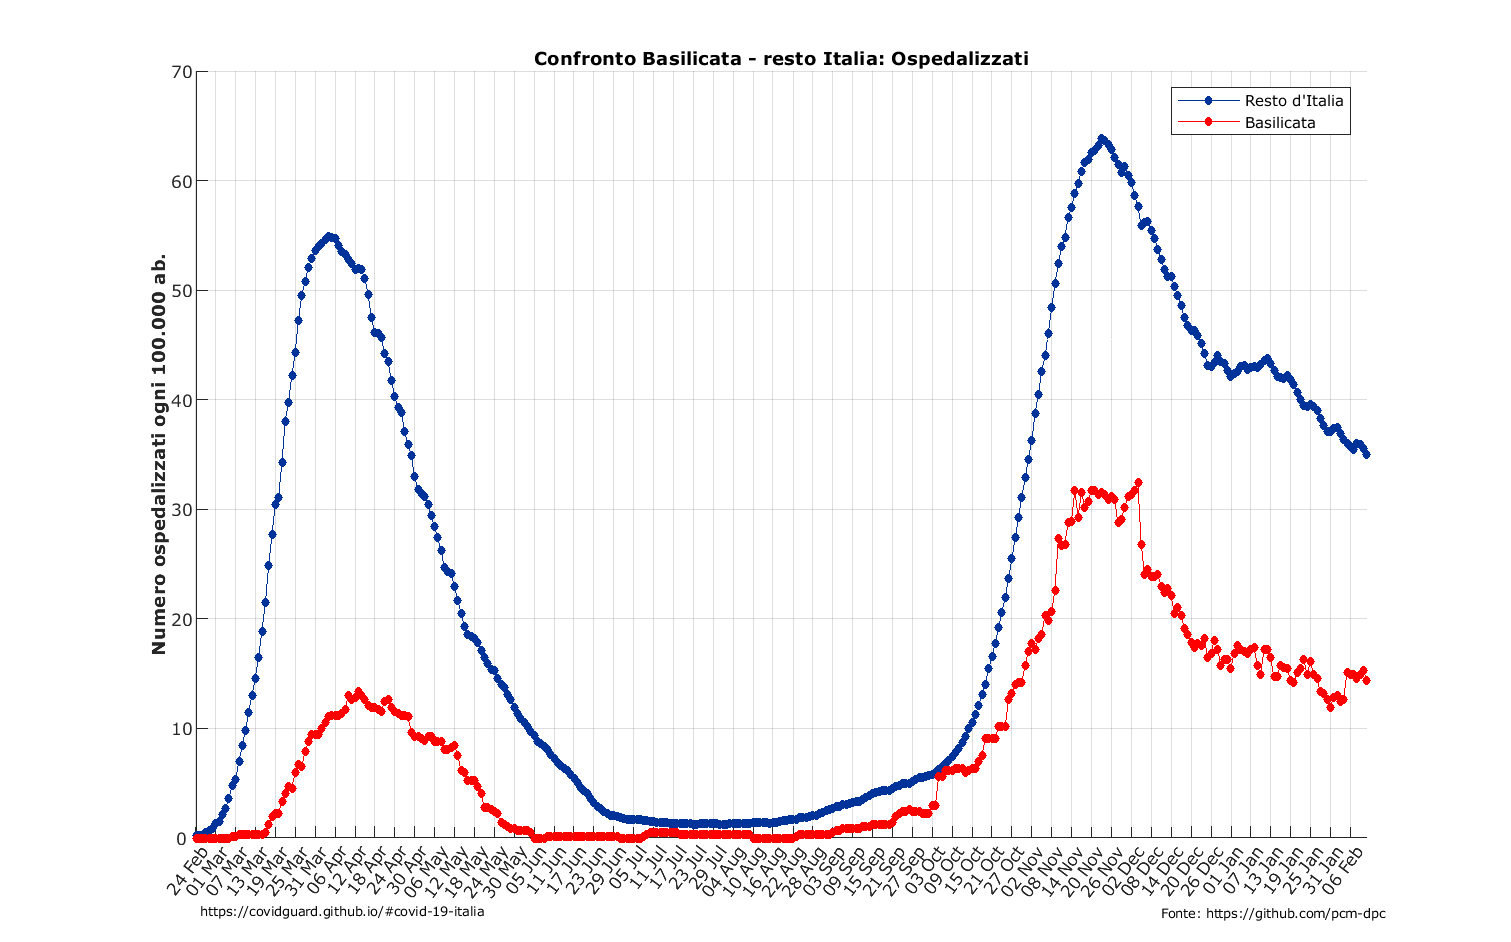 Confronto Basilicata - resto Italia: Ospedalizzati
Resto d'Italia
Basilicata
Numero ospedalizzati ogni 100.000 ab.
70
60
50
40
30
20
10
0
24 Feb
01 Mar
07 Mar
13 Mar
19 Mar
25 Mar
31 Mar
06 Apr
12 Apr
18 Apr
24 Apr
30 Apr
06 May
12 May
18 May
24 May
30 May
05 Jun
11 Jun
17 Jun
23 Jun
29 Jun
05 Jul
11 Jul
17 Jul
23 Jul
29 Jul
04 Aug
10 Aug
16 Aug
22 Aug
28 Aug
03 Sep
09 Sep
15 Sep
21 Sep
27 Sep
03 Oct
09 Oct
15 Oct
21 Oct
27 Oct
02 Nov
08 Nov
14 Nov
20 Nov
26 Nov
02 Dec
08 Dec
14 Dec
20 Dec
26 Dec
01 Jan
07 Jan
13 Jan
19 Jan
25 Jan
31 Jan
06 Feb
https://covidguard.github.io/#covid-19-italia
Fonte: https://github.com/pcm-dpc